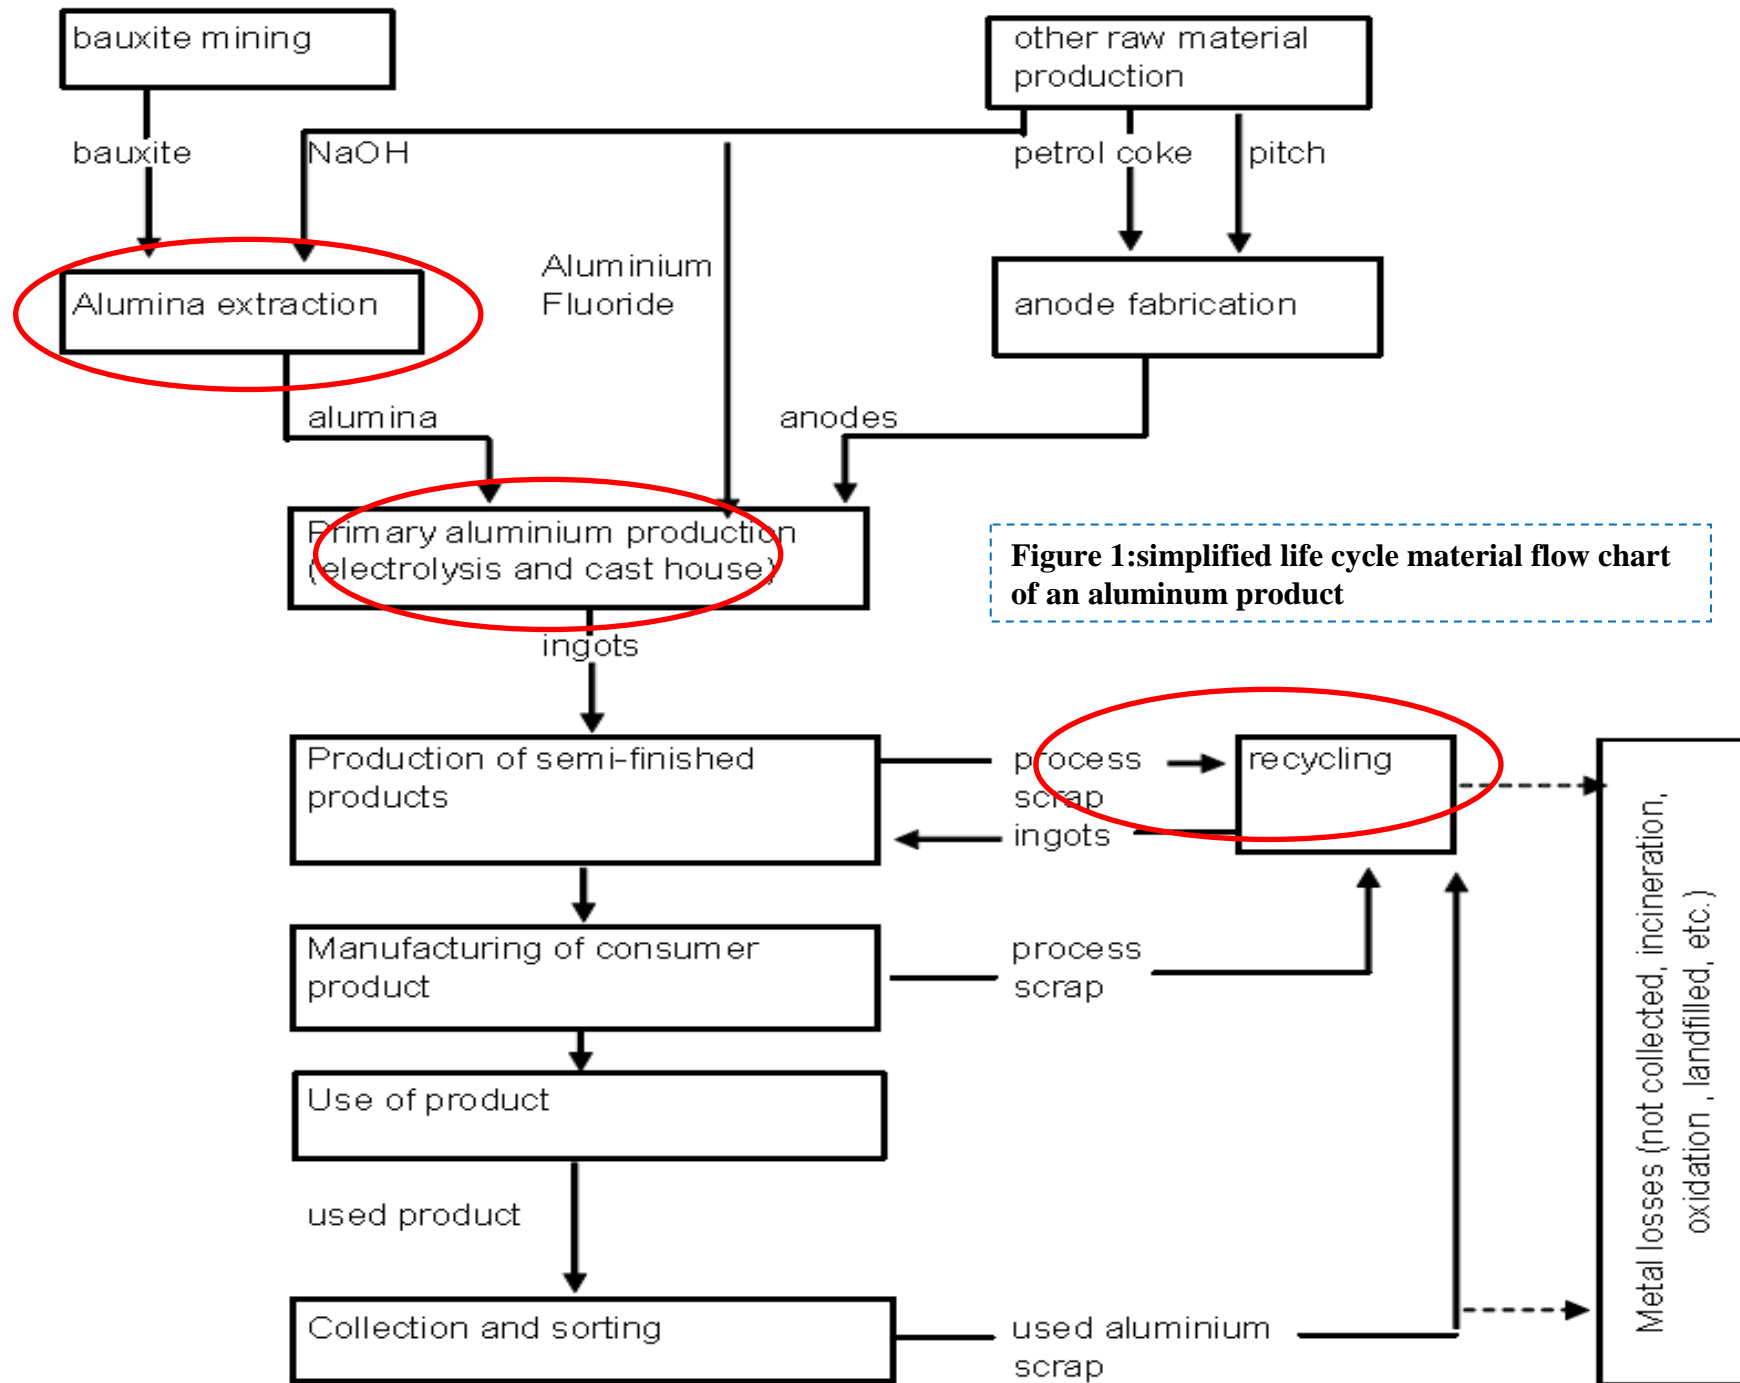 bauxite mining
other raw material
production
bauxite
NaOH
petrol coke
pitch
Aluminium
Fluoride
Alumina extraction
anode fabrication
alumina
anodes
Primary aluminium production
(electrolysis and cast house)
Figure 1:simplified life cycle material flow chart
of an aluminum product
ingots
Production of semi-finished
products
process
scrap
recycling
ingots
Manufacturing of consumer
product
process
scrap
Use of product
used product
Collection and sorting
used aluminium
scrap
Metal losses (not collected, incineration,
oxidation , landfilled, etc.)